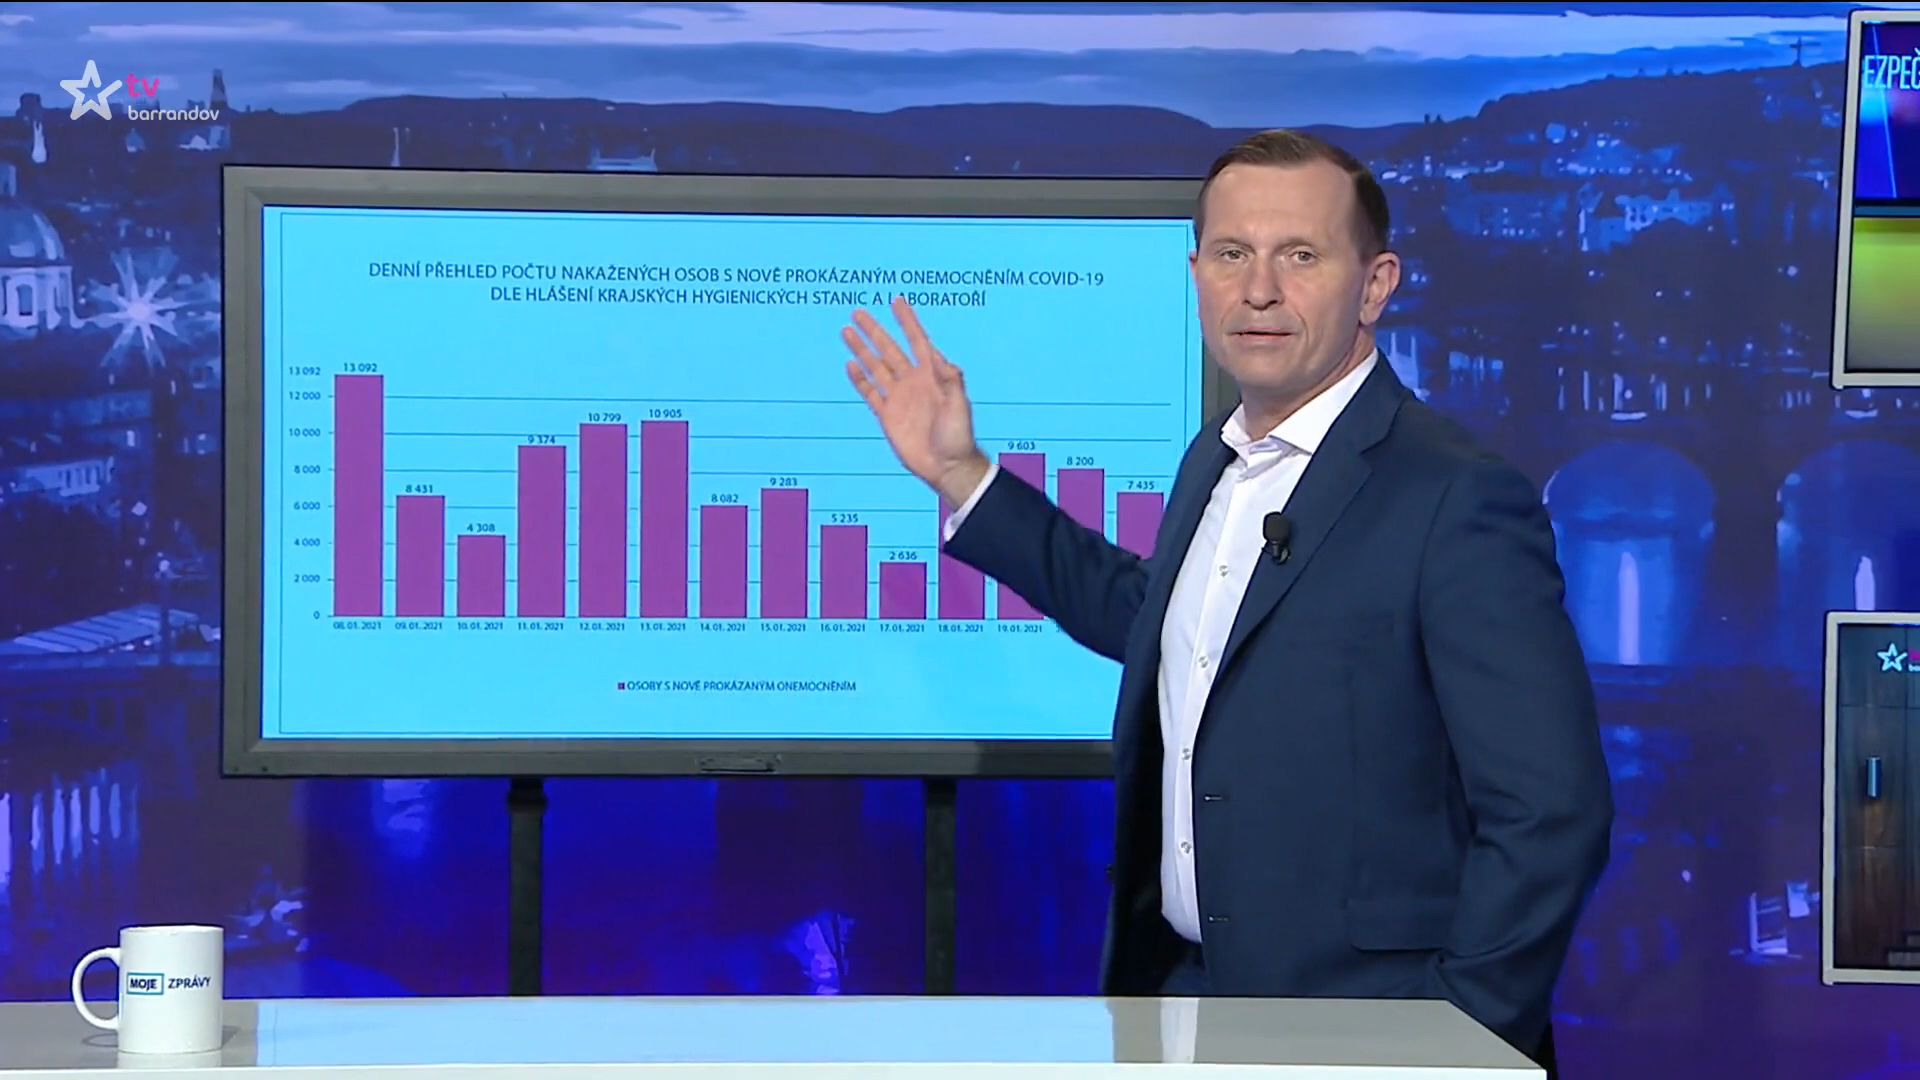 tv
barrandov
EZPEČ
DENNÍ PŘEHLED POČTU NAKAŽENÝCH OSOB S NOVĚ PROKÁZANÝM ONEMOCNĚNÍM COVID-19
DLE HLÁŠENÍ KRAJSKÝCH HYGIENICKÝCH STANIC A LABORATOŘÍ
13 092
12 000
10 000
8 000
6 000
4 000
2 000
0
13 092
8 431
4 308
9 374
10 799
10 905
8 082
9 283
5 235
2 636
9 603
8 200
7 435
08. 01. 2021
09. 01. 2021
10. 01. 2021
11. 01. 2021
12. 01. 2021
13. 01. 2021
14. 01. 2021
15. 01. 2021
16. 01. 2021
17. 01. 2021
18. 01. 2021
19. 01. 2021
OSOBY S NOVĚ PROKÁZANÝM ONEMOCNĚNÍM
MOJE ZPRÁVY